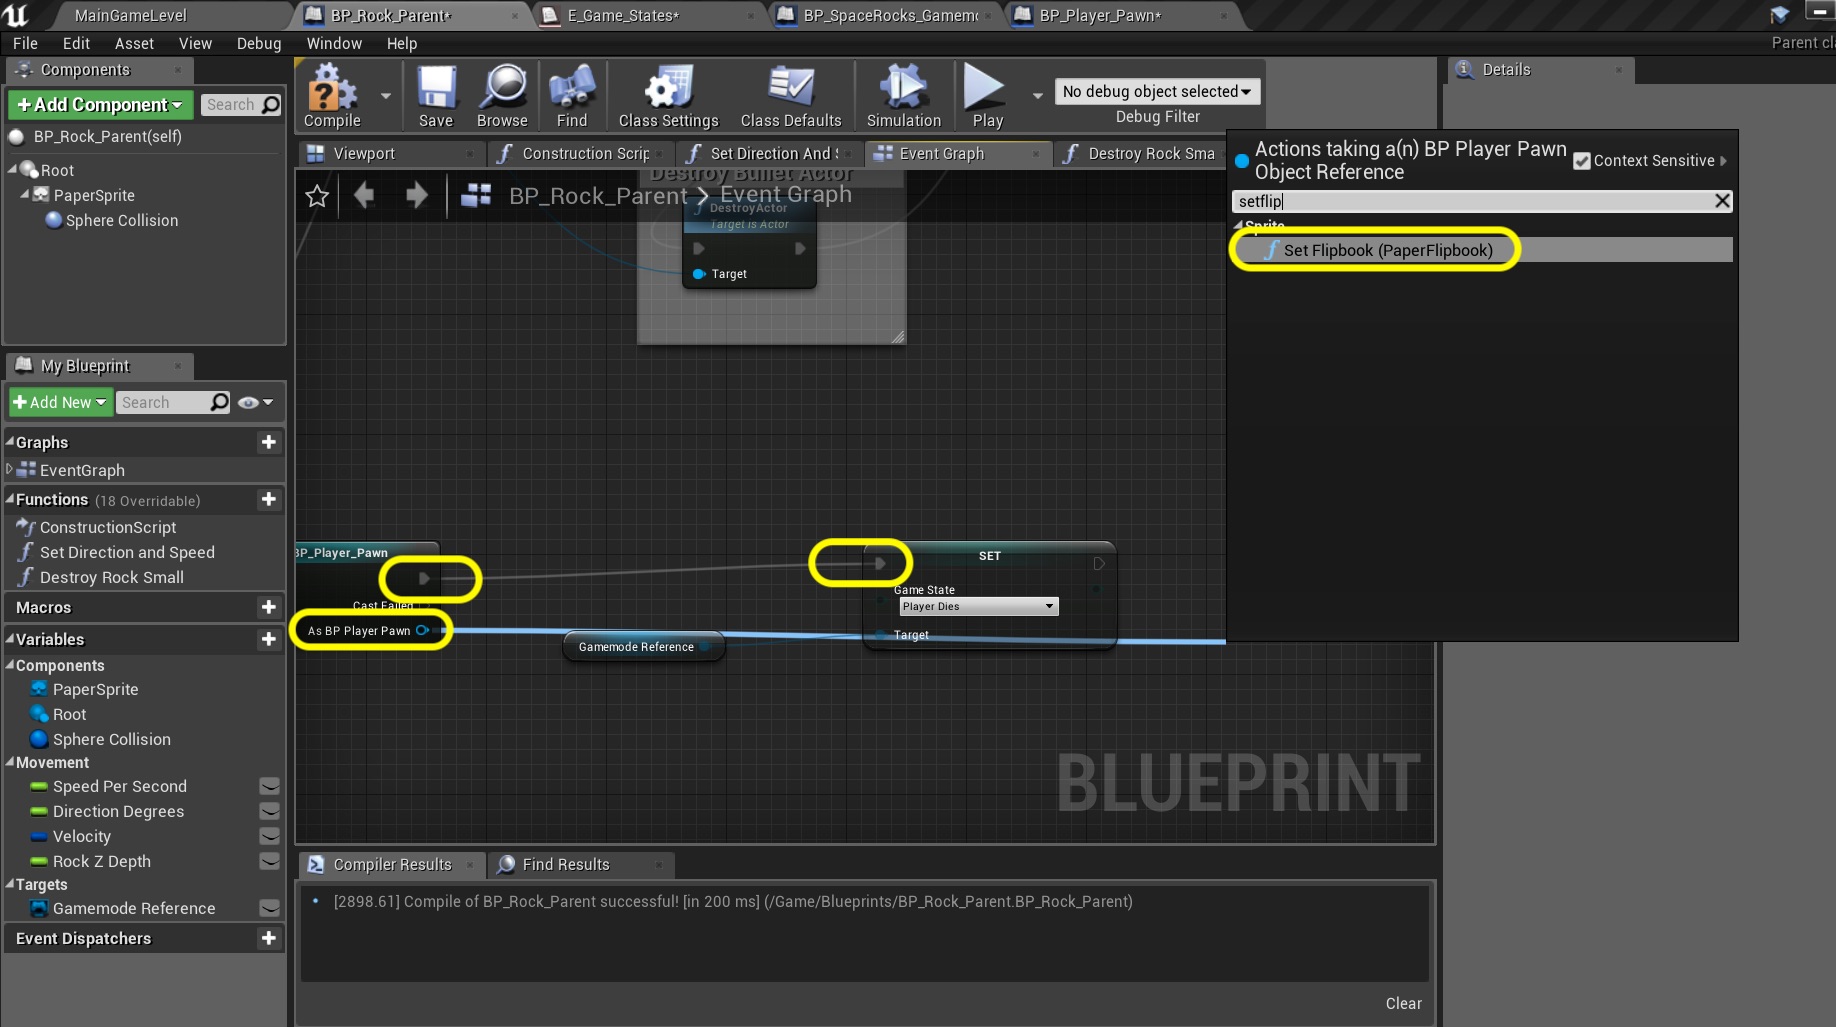 MainGameLevel
BP_Rock_Parent*
E_Game_States*
BP_SpaceRocks_Gamem
BP_Player_Pawn*
File Edit Asset View Debug Window Help
Parent cl
Components
+Add Component
Search
BP_Rock_Parent(self)
Root
PaperSprite
Sphere Collision
Compile
Save
Browse
Find
Class Settings
Class Defaults
Simulation
Play
No debug object selected
Debug Filter
Details
Viewport
Construction Scrip
Set Direction And S
Event Graph
Destroy Rock Sma
BP_Rock_Parent > Event Graph
Destroy Bullet Actor
DestroyActor
Target is Actor
Target
Actions taking a(n) BP Player Pawn
Object Reference
Context Sensitive
setflip
Sprite
f Set Flipbook (PaperFlipbook)
My Blueprint
+Add New
Search
Graphs
EventGraph
Functions (18 Overridable)
ConstructionScript
Set Direction and Speed
Destroy Rock Small
Macros
Variables
Components
PaperSprite
Root
Sphere Collision
Movement
Speed Per Second
Direction Degrees
Velocity
Rock Z Depth
Targets
Gamemode Reference
Event Dispatchers
BP_Player_Pawn
Cast Failed
As BP Player Pawn
Gamemode Reference
SET
Game State
Player Dies
Target
BLUEPRINT
Compiler Results
Find Results
[2898.61] Compile of BP_Rock_Parent successful! [in 200 ms] (/Game/Blueprints/BP_Rock_Parent.BP_Rock_Parent)
Clear